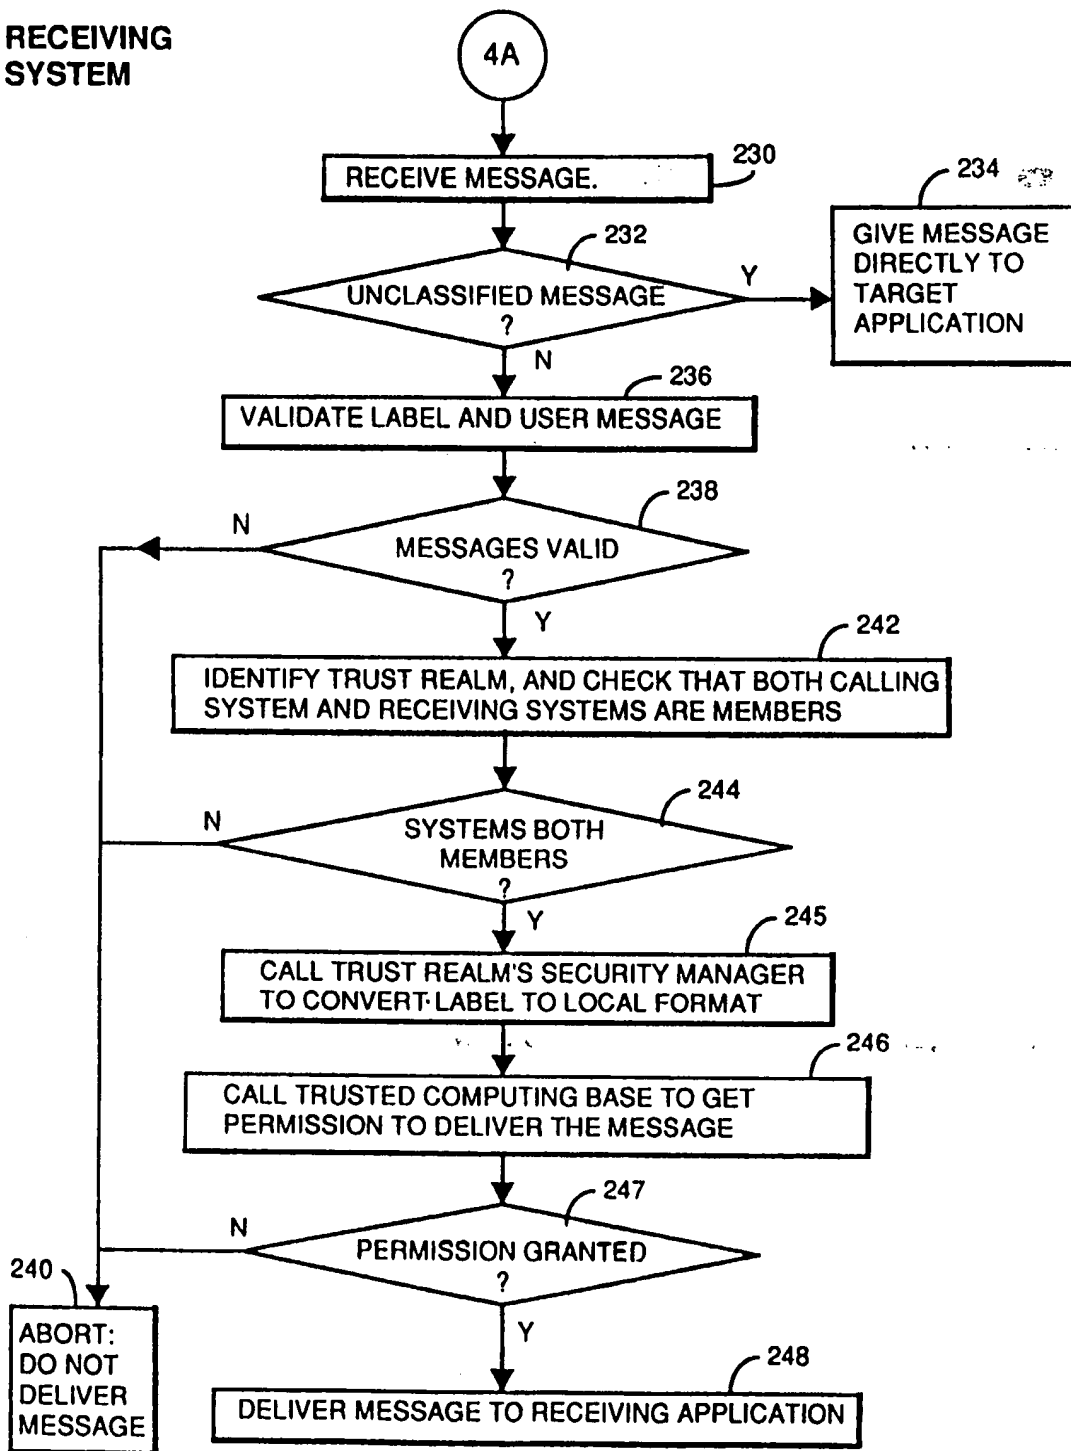 RECEIVING
SYSTEM
4A
230
RECEIVE MESSAGE.
234
232
GIVE MESSAGE
DIRECTLY TO
TARGET
APPLICATION
Y
UNCLASSIFIED MESSAGE
?
N
236
VALIDATE LABEL AND USER MESSAGE
238
N
MESSAGES VALID
?
Y
242
IDENTIFY TRUST REALM, AND CHECK THAT BOTH CALLING
SYSTEM AND RECEIVING SYSTEMS ARE MEMBERS
244
N
SYSTEMS BOTH
MEMBERS
?
Y
245
CALL TRUST REALM'S SECURITY MANAGER
TO CONVERT LABEL TO LOCAL FORMAT
246
CALL TRUSTED COMPUTING BASE TO GET
PERMISSION TO DELIVER THE MESSAGE
247
N
PERMISSION GRANTED
?
240
Y
ABORT:
DO NOT
DELIVER
MESSAGE
248
DELIVER MESSAGE TO RECEIVING APPLICATION